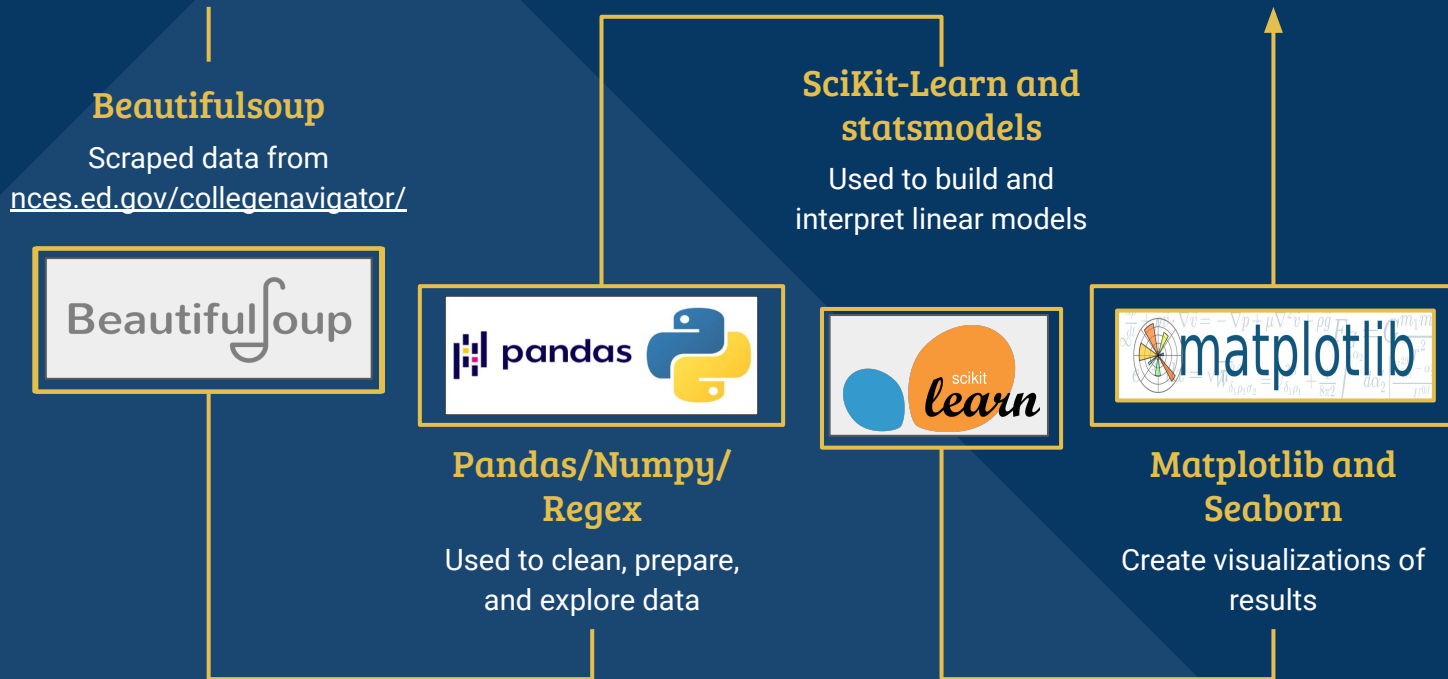 Beautifulsoup
Scraped data from
nces.ed.gov/collegenavigator/
BeautifulSoup
pandas
Pandas/Numpy/
Regex
Used to clean, prepare,
and explore data
SciKit-Learn and
statsmodels
Used to build and
interpret linear models
scikit
learn
matplotlib
Matplotlib and
Seaborn
Create visualizations of
results